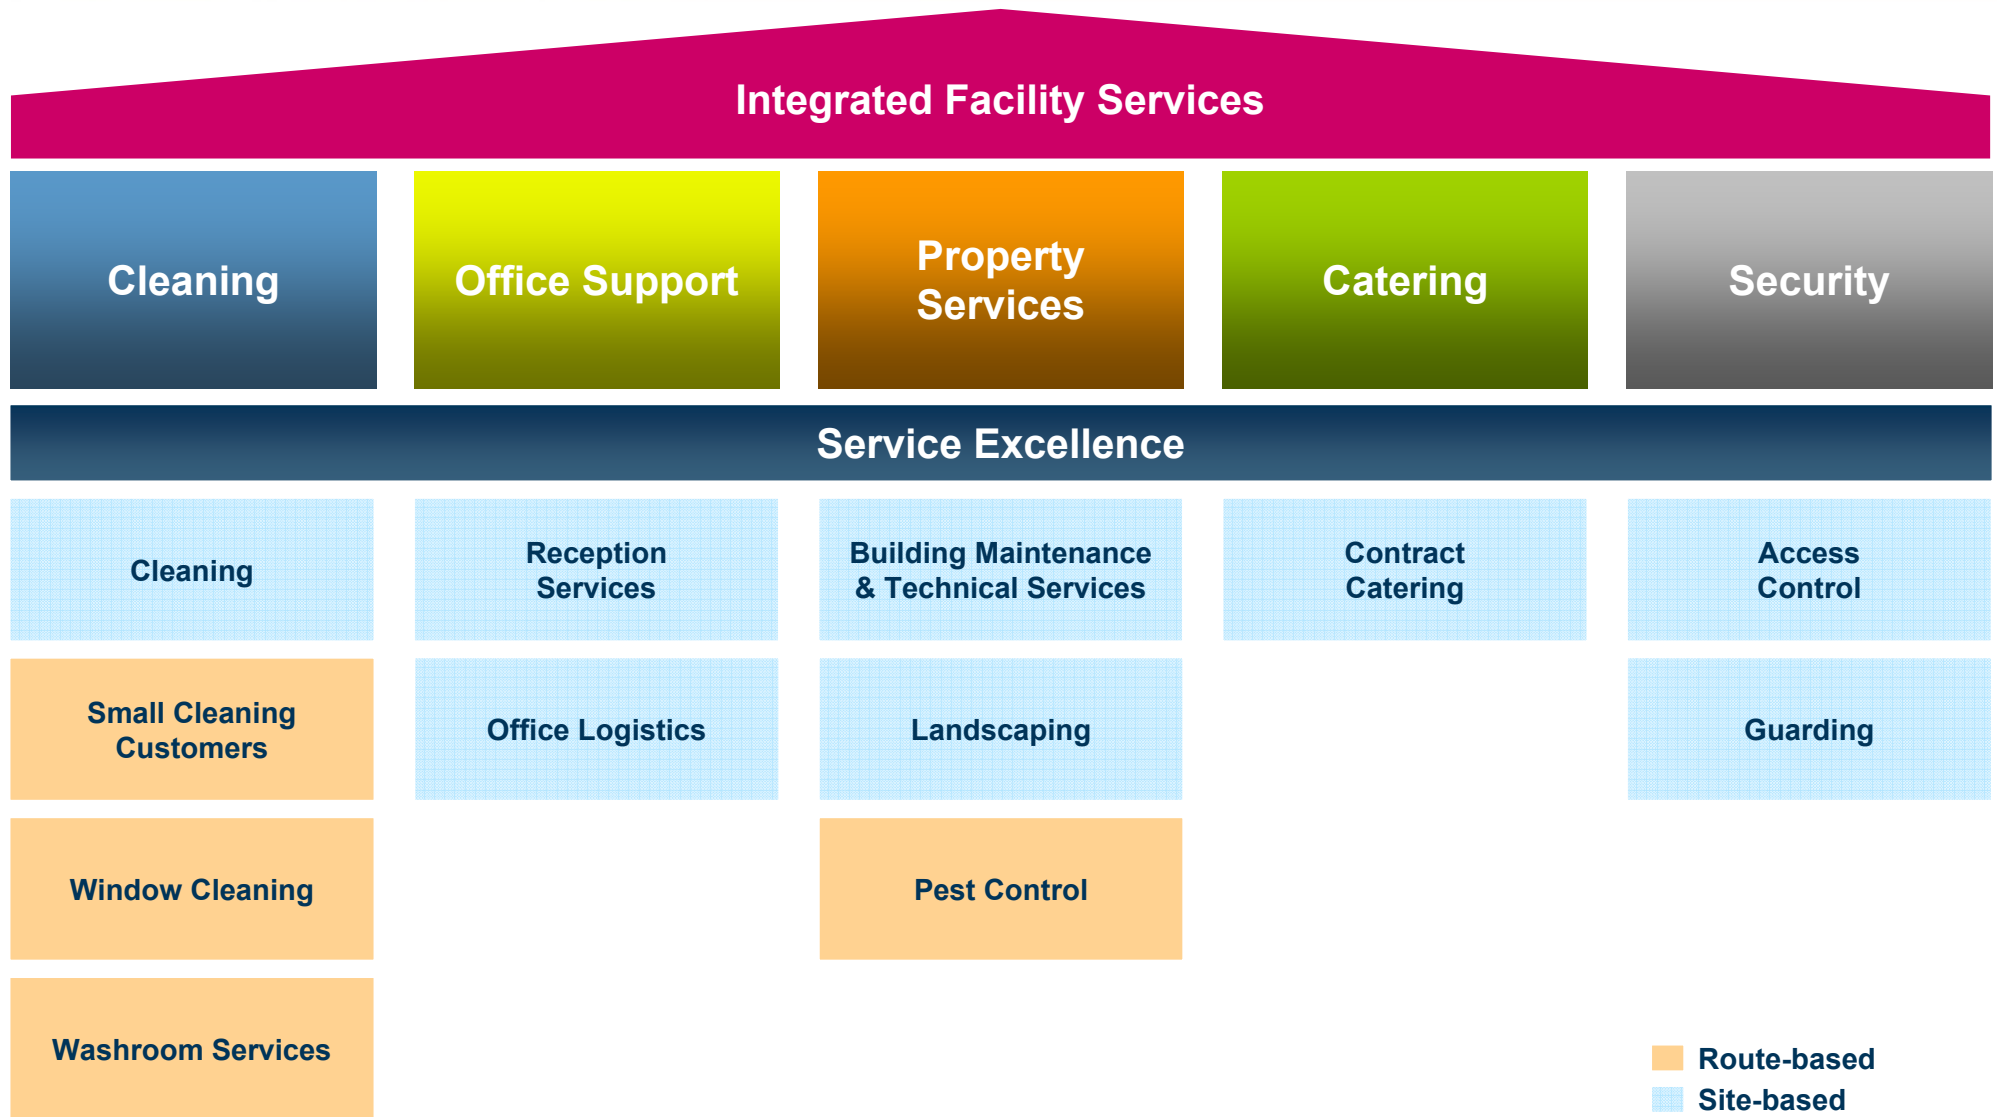 Integrated Facility Services
Cleaning
Office Support
Property
Services
Catering
Security
Service Excellence
Cleaning
Reception
Services
Building Maintenance
& Technical Services
Contract
Catering
Access
Control
Small Cleaning
Customers
Office Logistics
Landscaping
Guarding
Window Cleaning
Pest Control
Washroom Services
Route-based
Site-based